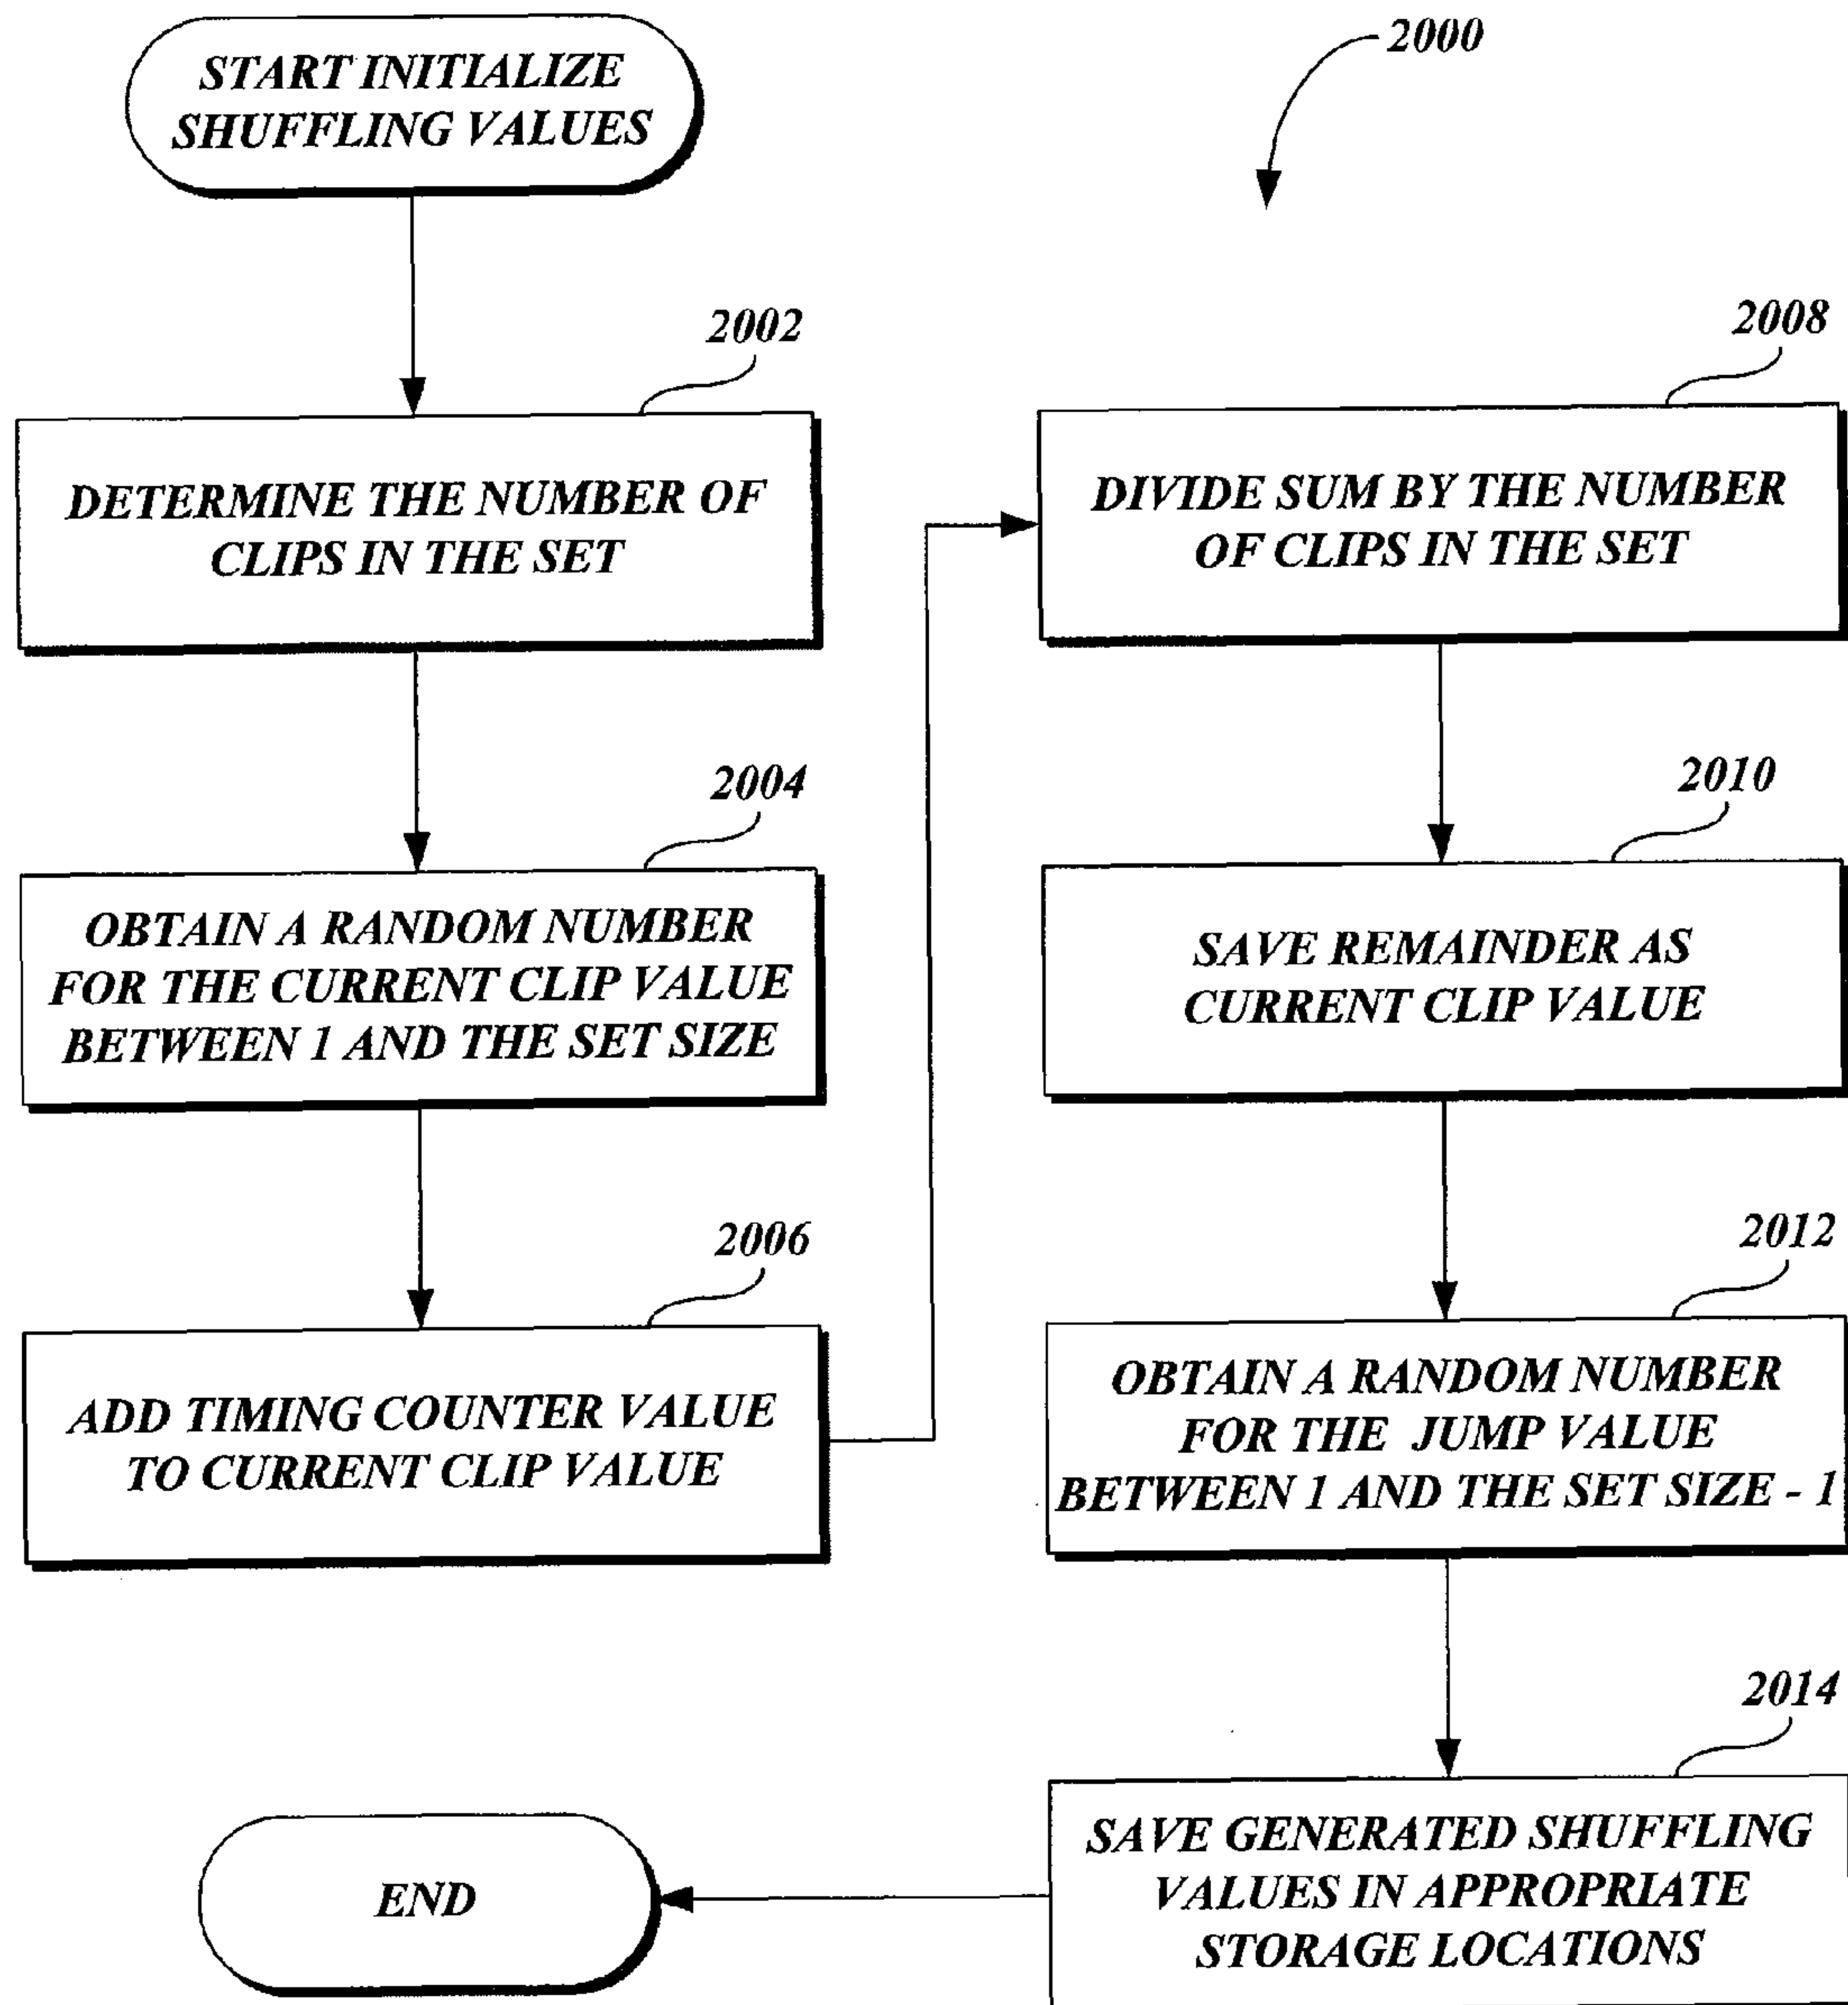 START INITIALIZE
SHUFFLING VALUES
2000
2002
DETERMINE THE NUMBER OF
CLIPS IN THE SET
2004
OBTAIN A RANDOM NUMBER
FOR THE CURRENT CLIP VALUE
BETWEEN 1 AND THE SET SIZE
2006
ADD TIMING COUNTER VALUE
TO CURRENT CLIP VALUE
2008
DIVIDE SUM BY THE NUMBER
OF CLIPS IN THE SET
2010
SAVE REMAINDER AS
CURRENT CLIP VALUE
2012
OBTAIN A RANDOM NUMBER
FOR THE JUMP VALUE
BETWEEN 1 AND THE SET SIZE - 1
2014
SAVE GENERATED SHUFFLING
VALUES IN APPROPRIATE
STORAGE LOCATIONS
END